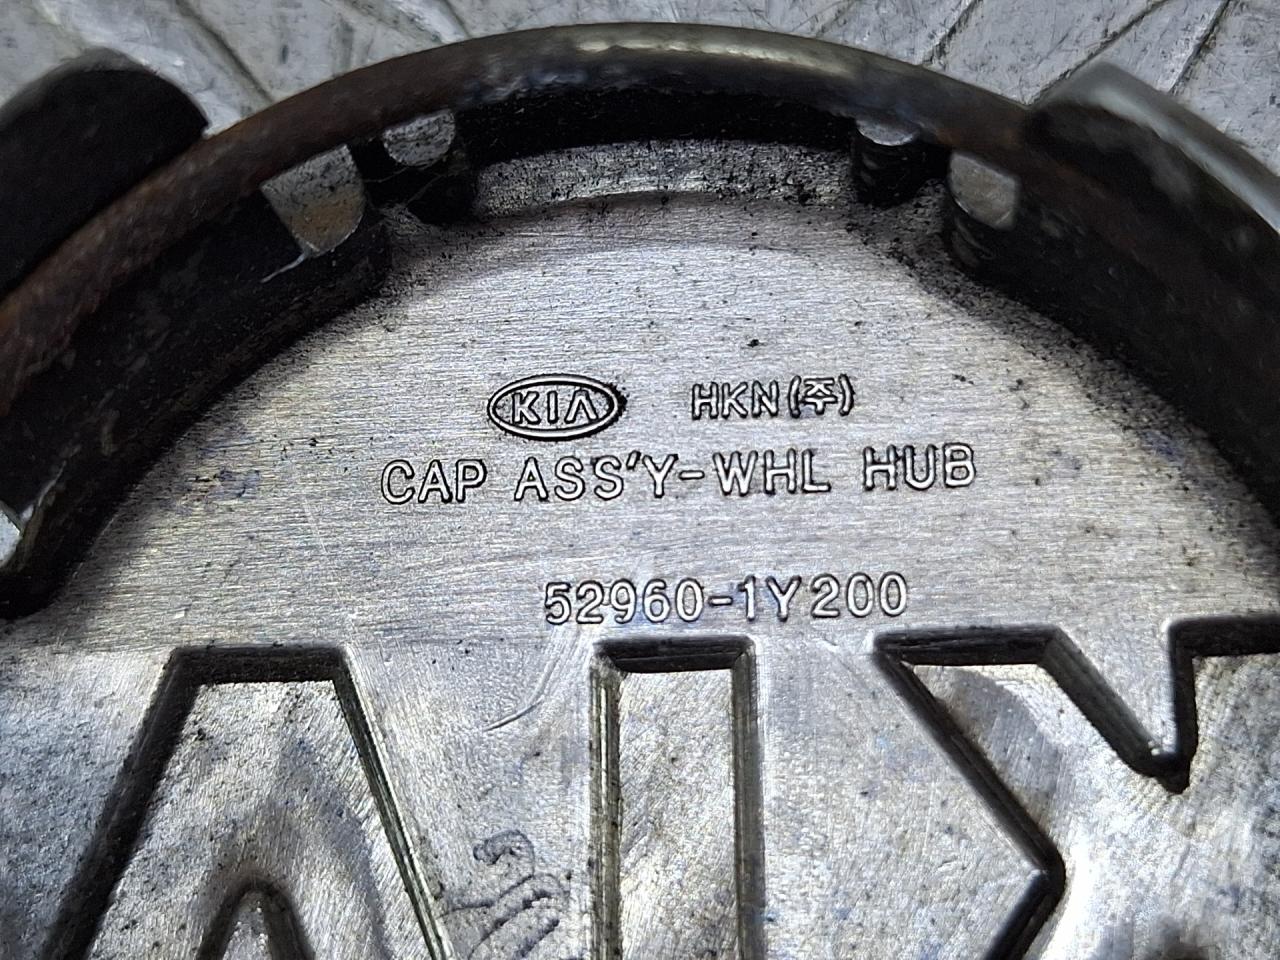 KIA HKN(주)
CAP ASS'Y-WHL HUB
52960-1Y200